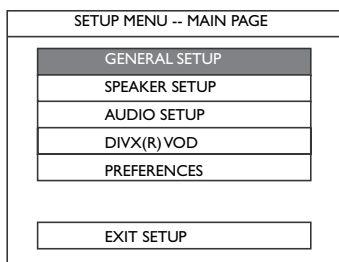 SETUP MENU -- MAIN PAGE
GENERAL SETUP
SPEAKER SETUP
AUDIO SETUP
DIVX(R) VOD
PREFERENCES
EXIT SETUP